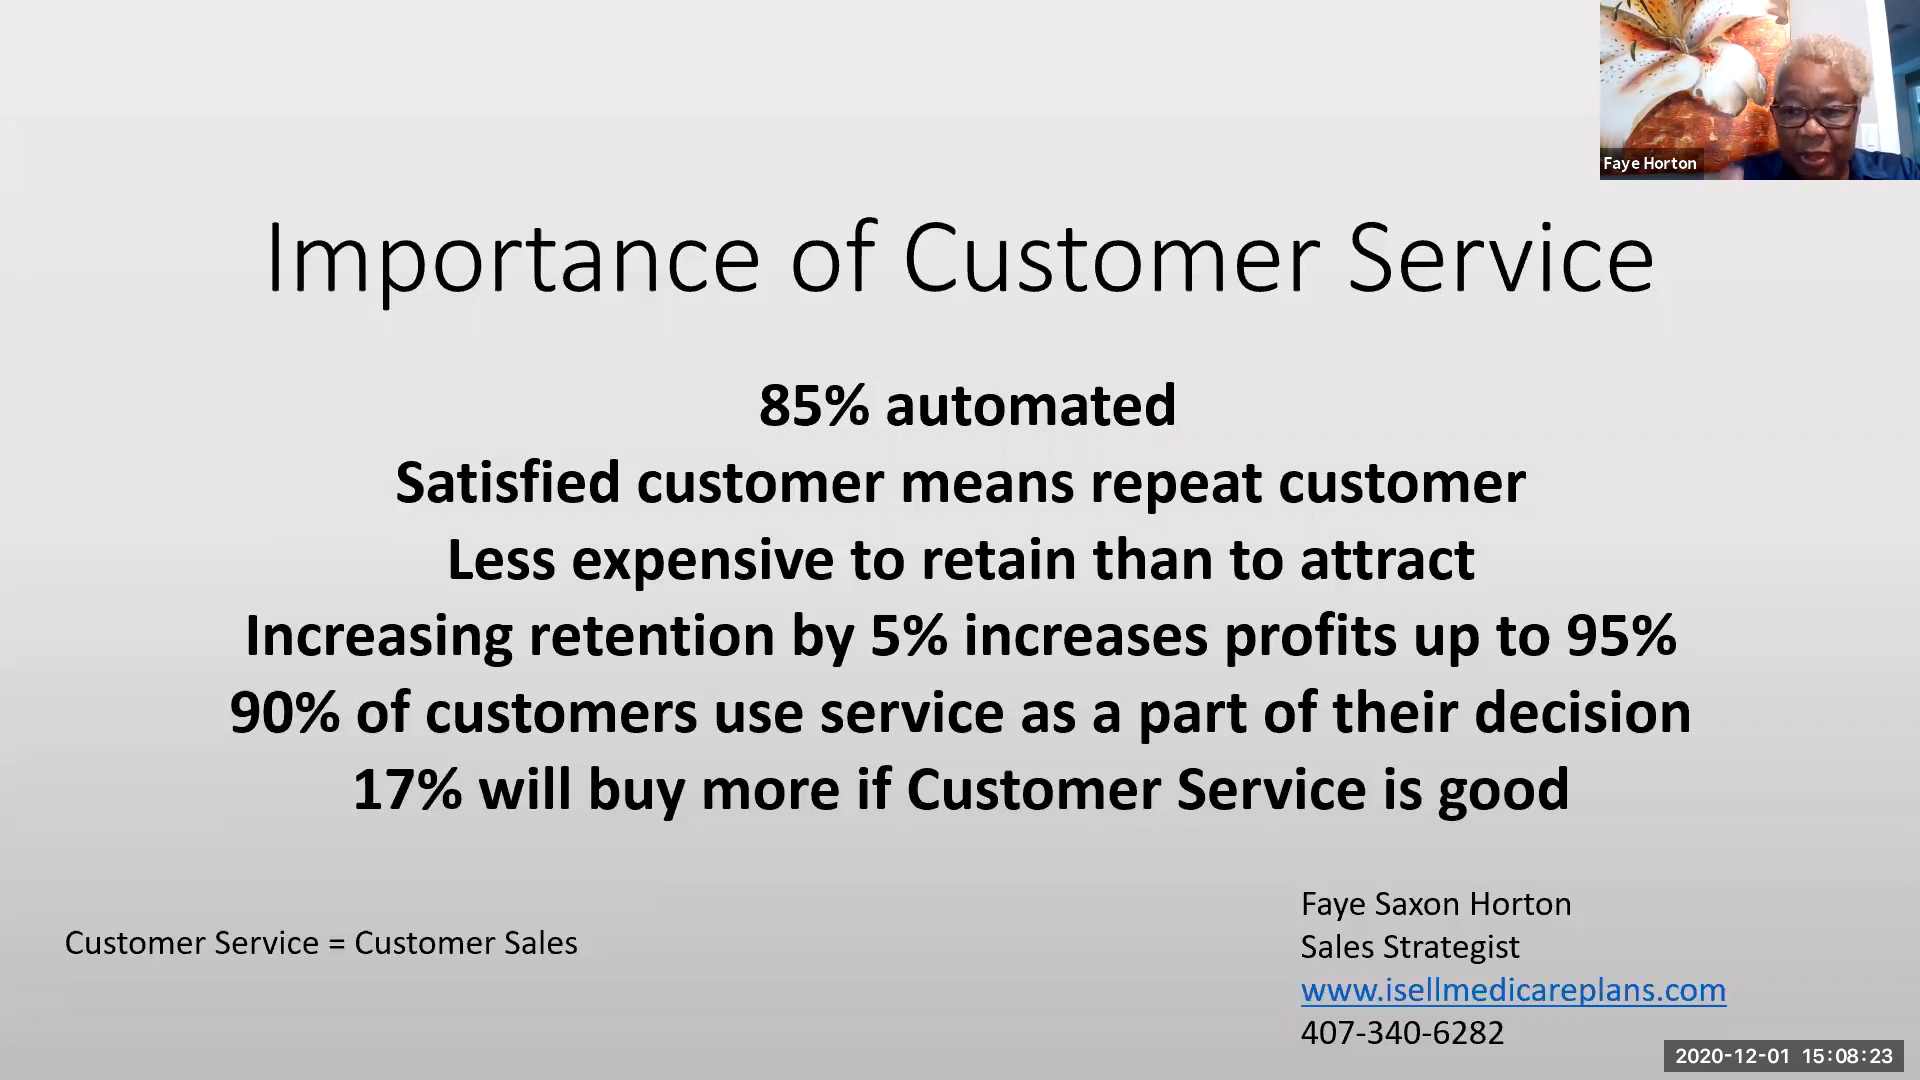 Faye Horton
Importance of Customer Service
85% automated
Satisfied customer means repeat customer
Less expensive to retain than to attract
Increasing retention by 5% increases profits up to 95%
90% of customers use service as a part of their decision
17% will buy more if Customer Service is good
Customer Service = Customer Sales
Faye Saxon Horton
Sales Strategist
www.isellmedicareplans.com
407-340-6282
2020-12-01 15:08:23